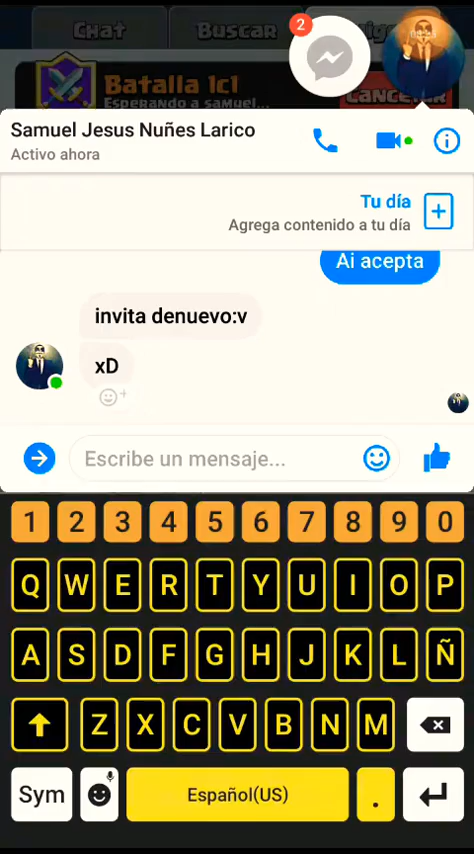 Chat Buscar
2
Batalla 1c1
Esperando a samuel...
Samuel Jesus Nuñes Larico
Activo ahora
Tu día
Agrega contenido a tu día
Ai acepta
invita denuevo:v
xD
Escribe un mensaje...
1 2 3 4 5 6 7 8 9 0
Q W E R T Y U I O P
A S D F G H J K L Ñ
Z X C V B N M
Sym Español(US) .